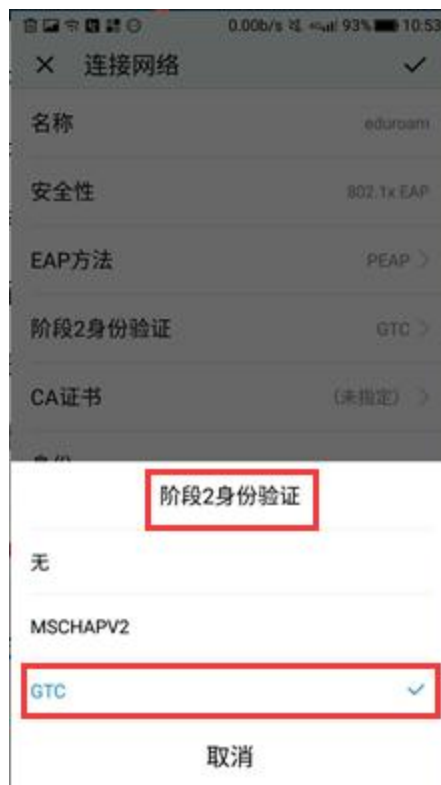 0.00b/s 93% 10:53
连接网络
名称 eduroam
安全性 802.1x EAP
EAP方法 PEAP
阶段2身份验证 GTC
CA证书 (未指定)
身份
阶段2身份验证
无
MSCHAPV2
GTC
取消